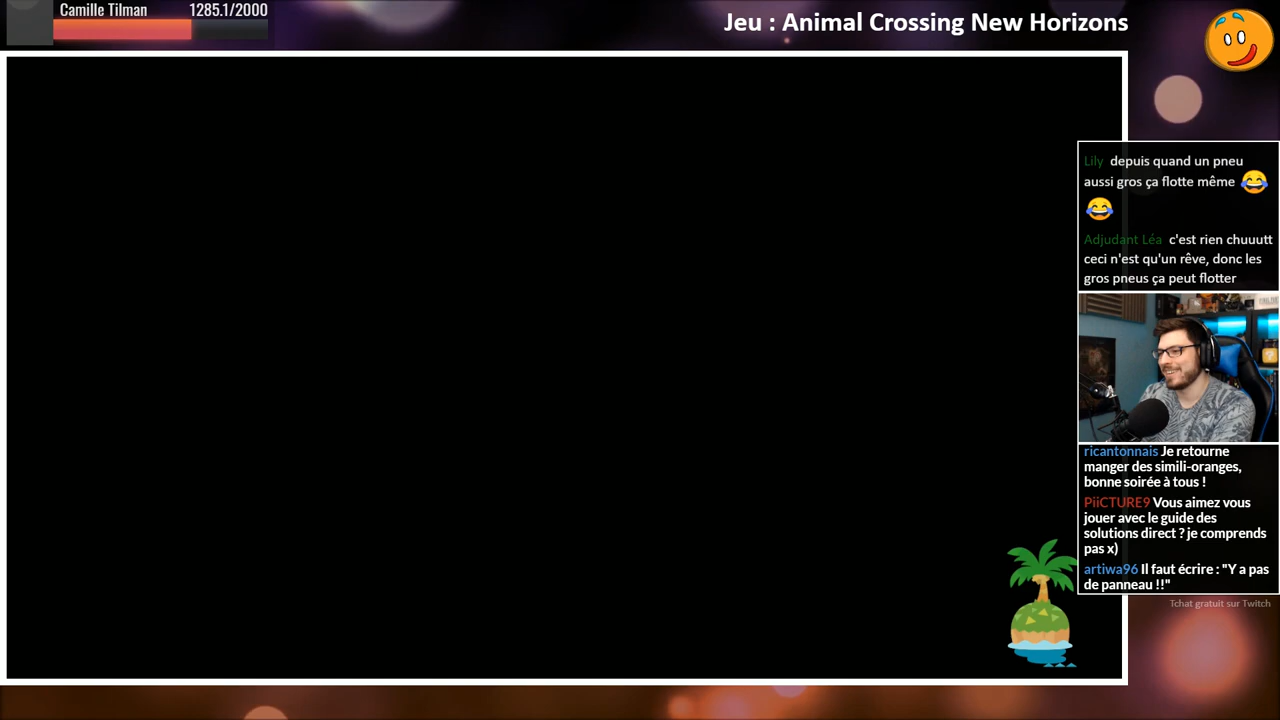 Camille Tilman 1285.1/2000
Jeu : Animal Crossing New Horizons
Lily depuis quand un pneu
aussi gros ça flotte même 😂
😂
Adjudant Léa c'est rien chuuutt
ceci n'est qu'un rêve, donc les
gros pneus ça peut flotter
ricantonnais Je retourne
manger des simili-oranges,
bonne soirée à tous !
PiiCTURE9 Vous aimez vous
jouer avec le guide des
solutions direct ? je comprends
pas x)
artiwa96 Il faut écrire : "Y a pas
de panneau !!"
Tchat gratuit sur Twitch